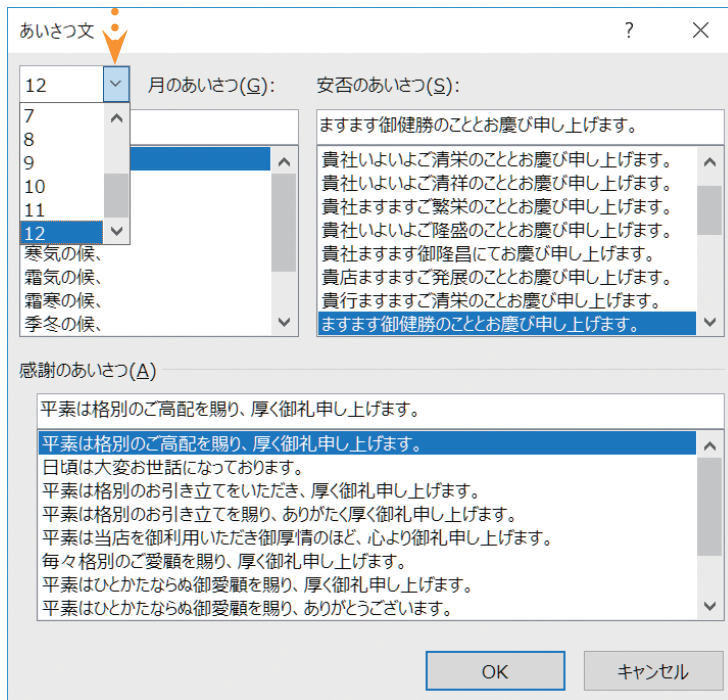 あいさつ文
?
12
月のあいさつ(G):
安否のあいさつ(S):
7
8
9
10
11
12
寒気の候、
霜気の候、
霜寒の候、
季冬の候、
ますます御健勝のこととお慶び申し上げます。
貴社いよいよご清栄のこととお慶び申し上げます。
貴社いよいよご清祥のこととお慶び申し上げます。
貴社ますますご繁栄のこととお慶び申し上げます。
貴社いよいよご隆盛のこととお慶び申し上げます。
貴社ますます御隆昌にてお慶び申し上げます。
貴店ますますご発展のこととお慶び申し上げます。
貴行ますますご清栄のことお慶び申し上げます。
ますます御健勝のこととお慶び申し上げます。
感謝のあいさつ(A)
平素は格別のご高配を賜り、厚く御礼申し上げます。
平素は格別のご高配を賜り、厚く御礼申し上げます。
日頃は大変お世話になっております。
平素は格別のお引き立てをいただき、厚く御礼申し上げます。
平素は格別のお引き立てを賜り、ありがたく厚く御礼申し上げます。
平素は当店を御利用いただき御厚情のほど、心より御礼申し上げます。
毎々格別のご愛顧を賜り、厚く御礼申し上げます。
平素はひとかたならぬ御愛顧を賜り、厚く御礼申し上げます。
平素はひとかたならぬ御愛顧を賜り、ありがとうございます。
OK
キャンセル